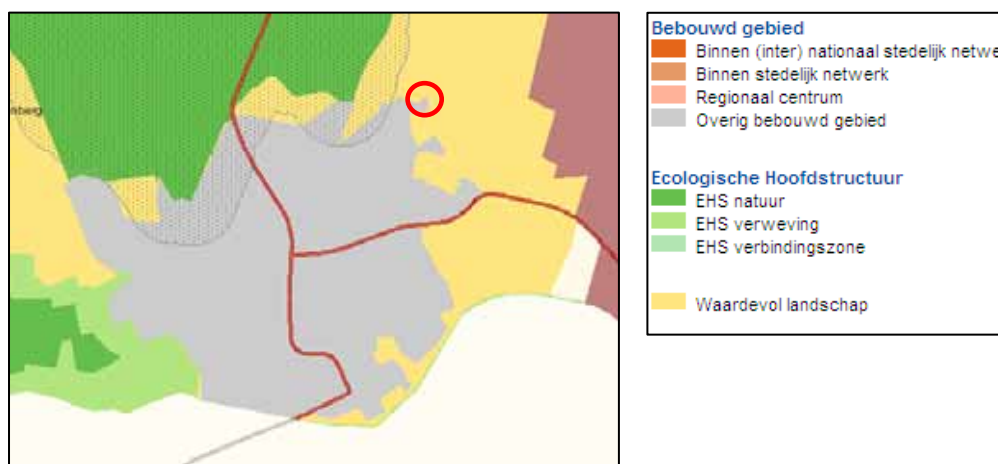 Bebouwd gebied
Binnen (inter) nationaal stedelijk netwe
Binnen stedelijk netwerk
Regionaal centrum
Overig bebouwd gebied
Ecologische Hoofdstructuur
EHS natuur
EHS verweving
EHS verbindingszone
Waardevol landschap